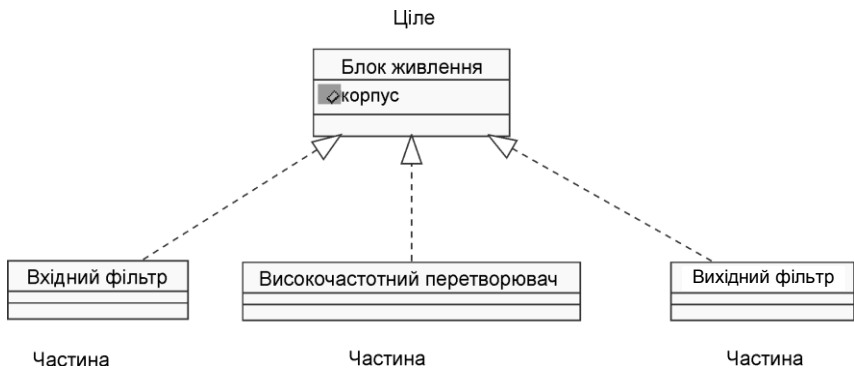 Ціле
Блок живлення
корпус
Вхідний фільтр
Високочастотний перетворювач
Вихідний фільтр
Частина
Частина
Частина